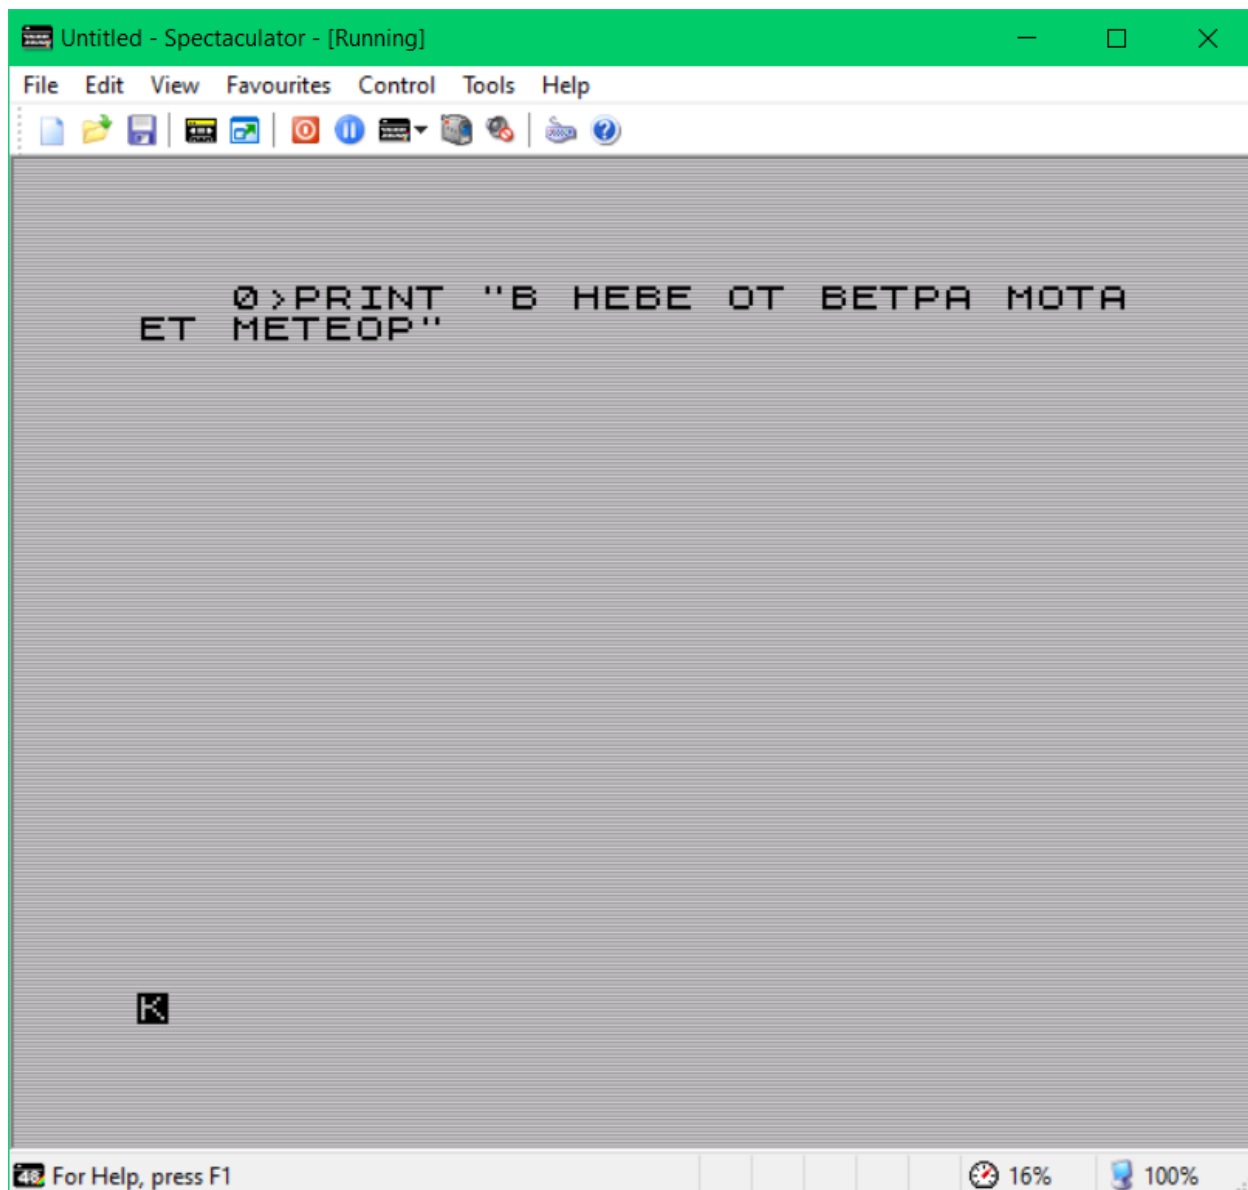 Untitled - Spectaculator - [Running]
File Edit View Favourites Control Tools Help
0>PRINT "B HEBE OT BETPA MOTA
ET METEOP"
K
48 For Help, press F1 16% 100%